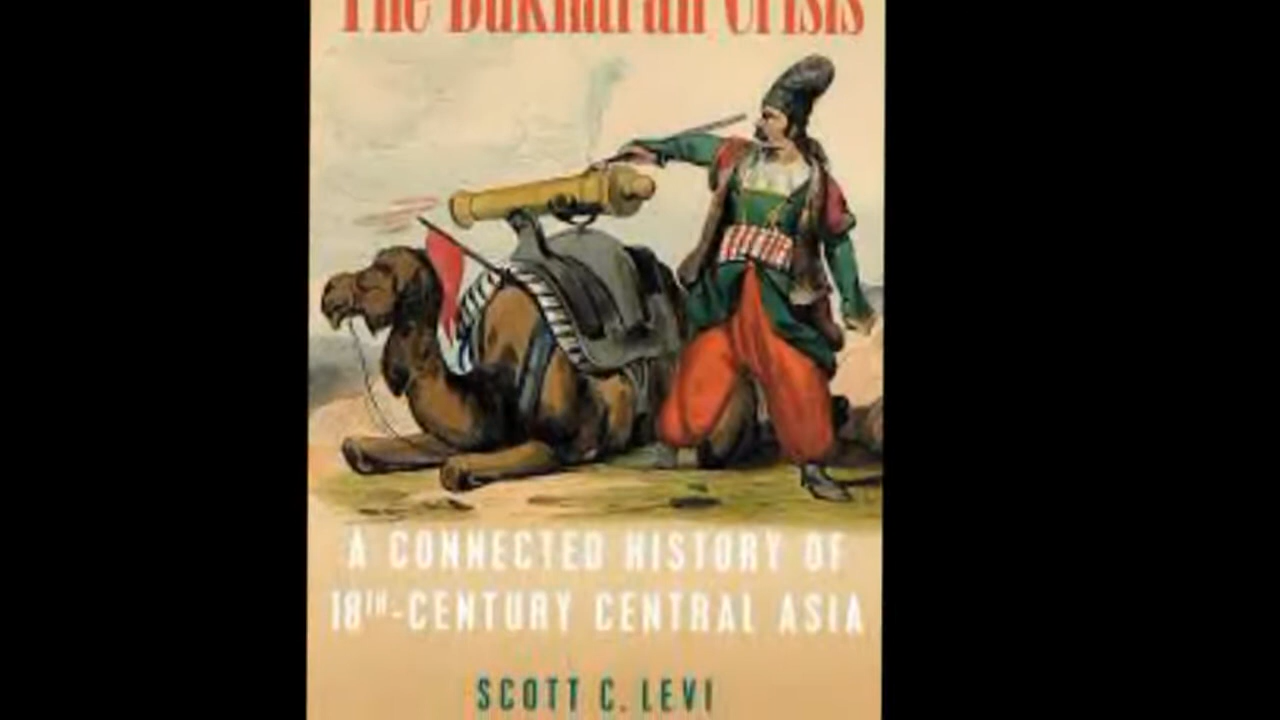 The Bukharan Crisis
A CONNECTED HISTORY OF
18TH-CENTURY CENTRAL ASIA
SCOTT C. LEVI